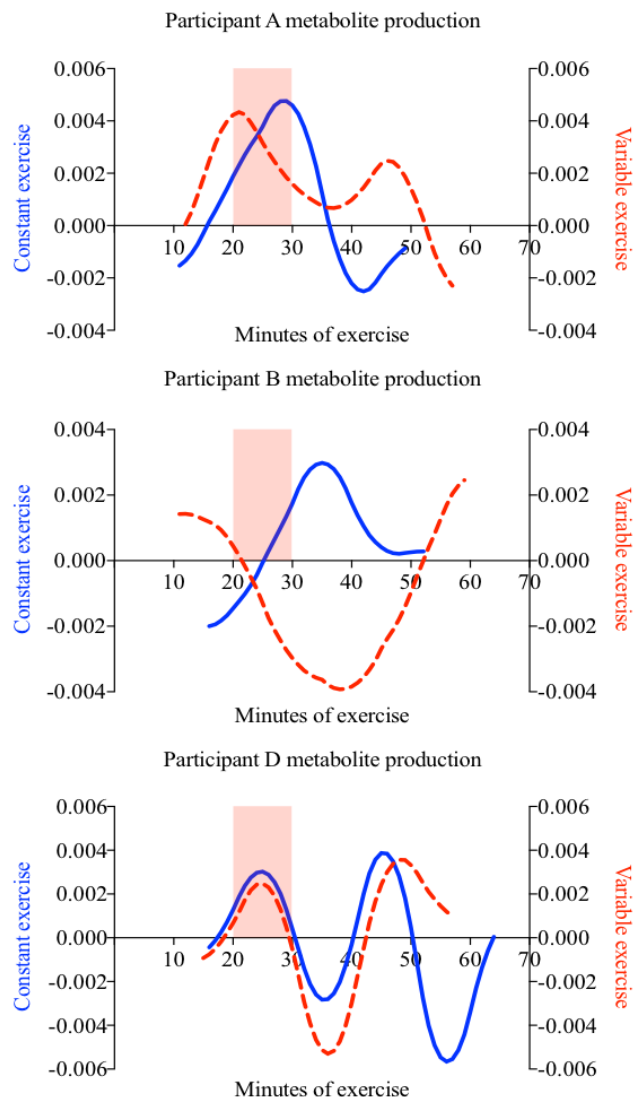 Participant A metabolite production
0.006 0.006
0.004 0.004
0.002 0.002
0.000 0.000
10 20 30 40 50 60 70
-0.002 -0.002
-0.004 -0.004
Constant exercise
Variable exercise
Minutes of exercise
Participant B metabolite production
0.004 0.004
0.002 0.002
0.000 0.000
10 20 30 40 50 60 70
-0.002 -0.002
-0.004 -0.004
Constant exercise
Variable exercise
Minutes of exercise
Participant D metabolite production
0.006 0.006
0.004 0.004
0.002 0.002
0.000 0.000
10 20 30 40 50 60 70
-0.002 -0.002
-0.004 -0.004
-0.006 -0.006
Constant exercise
Variable exercise
Minutes of exercise